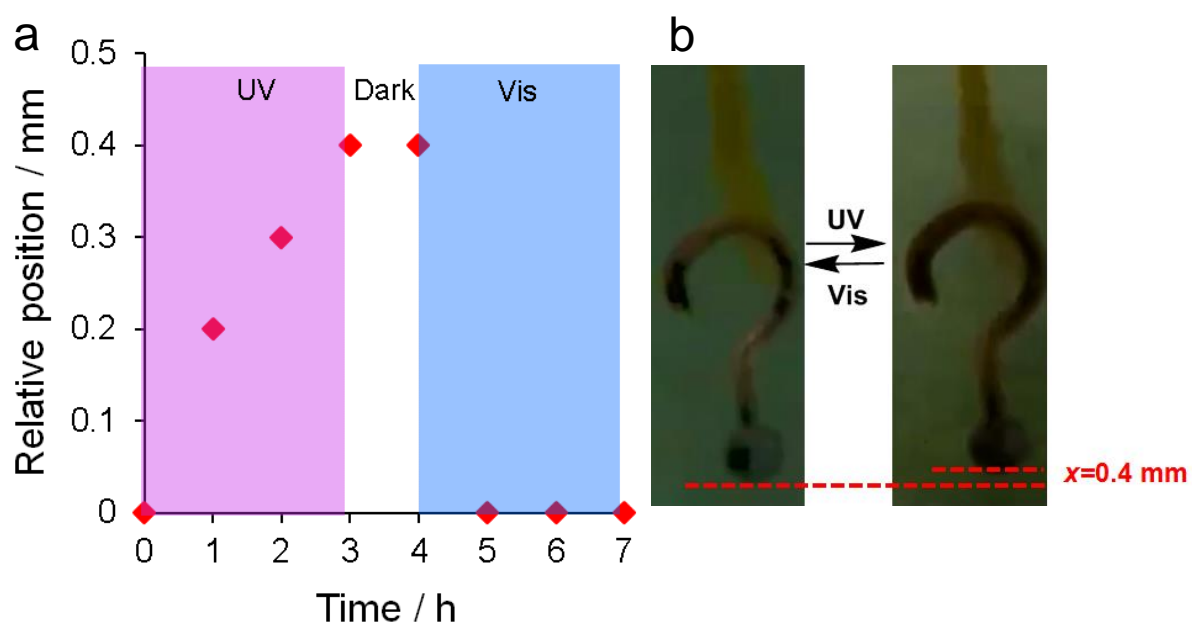 a
0.5
0.4
0.3
0.2
0.1
0
Relative position / mm
UV
Dark
Vis
0 1 2 3 4 5 6 7
Time / h
b
UV
Vis
x=0.4 mm